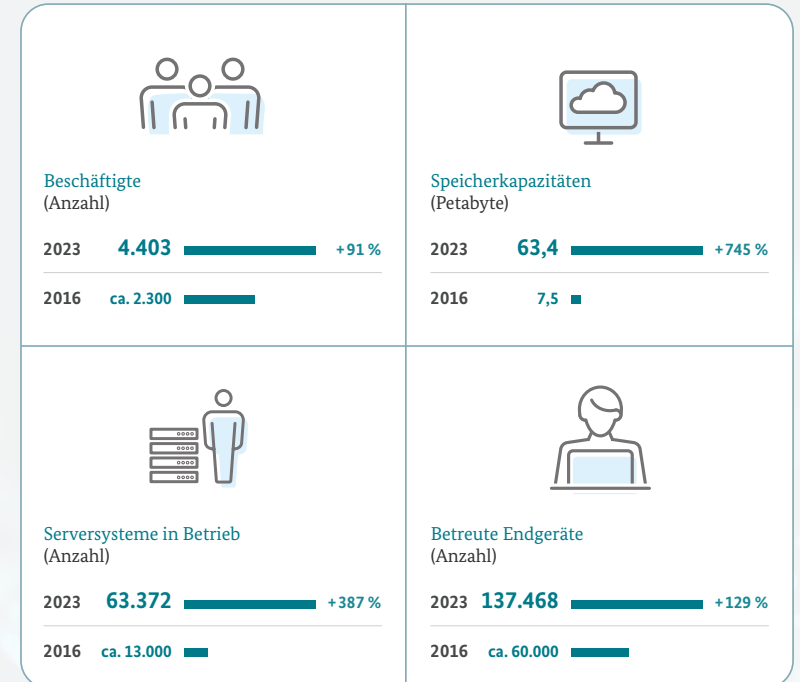 Beschäftigte
(Anzahl)
2023 4.403 +91 %
2016 ca. 2.300
Speicherkapazitäten
(Petabyte)
2023 63,4 +745 %
2016 7,5
Serversysteme in Betrieb
(Anzahl)
2023 63.372 +387 %
2016 ca. 13.000
Betreute Endgeräte
(Anzahl)
2023 137.468 +129 %
2016 ca. 60.000